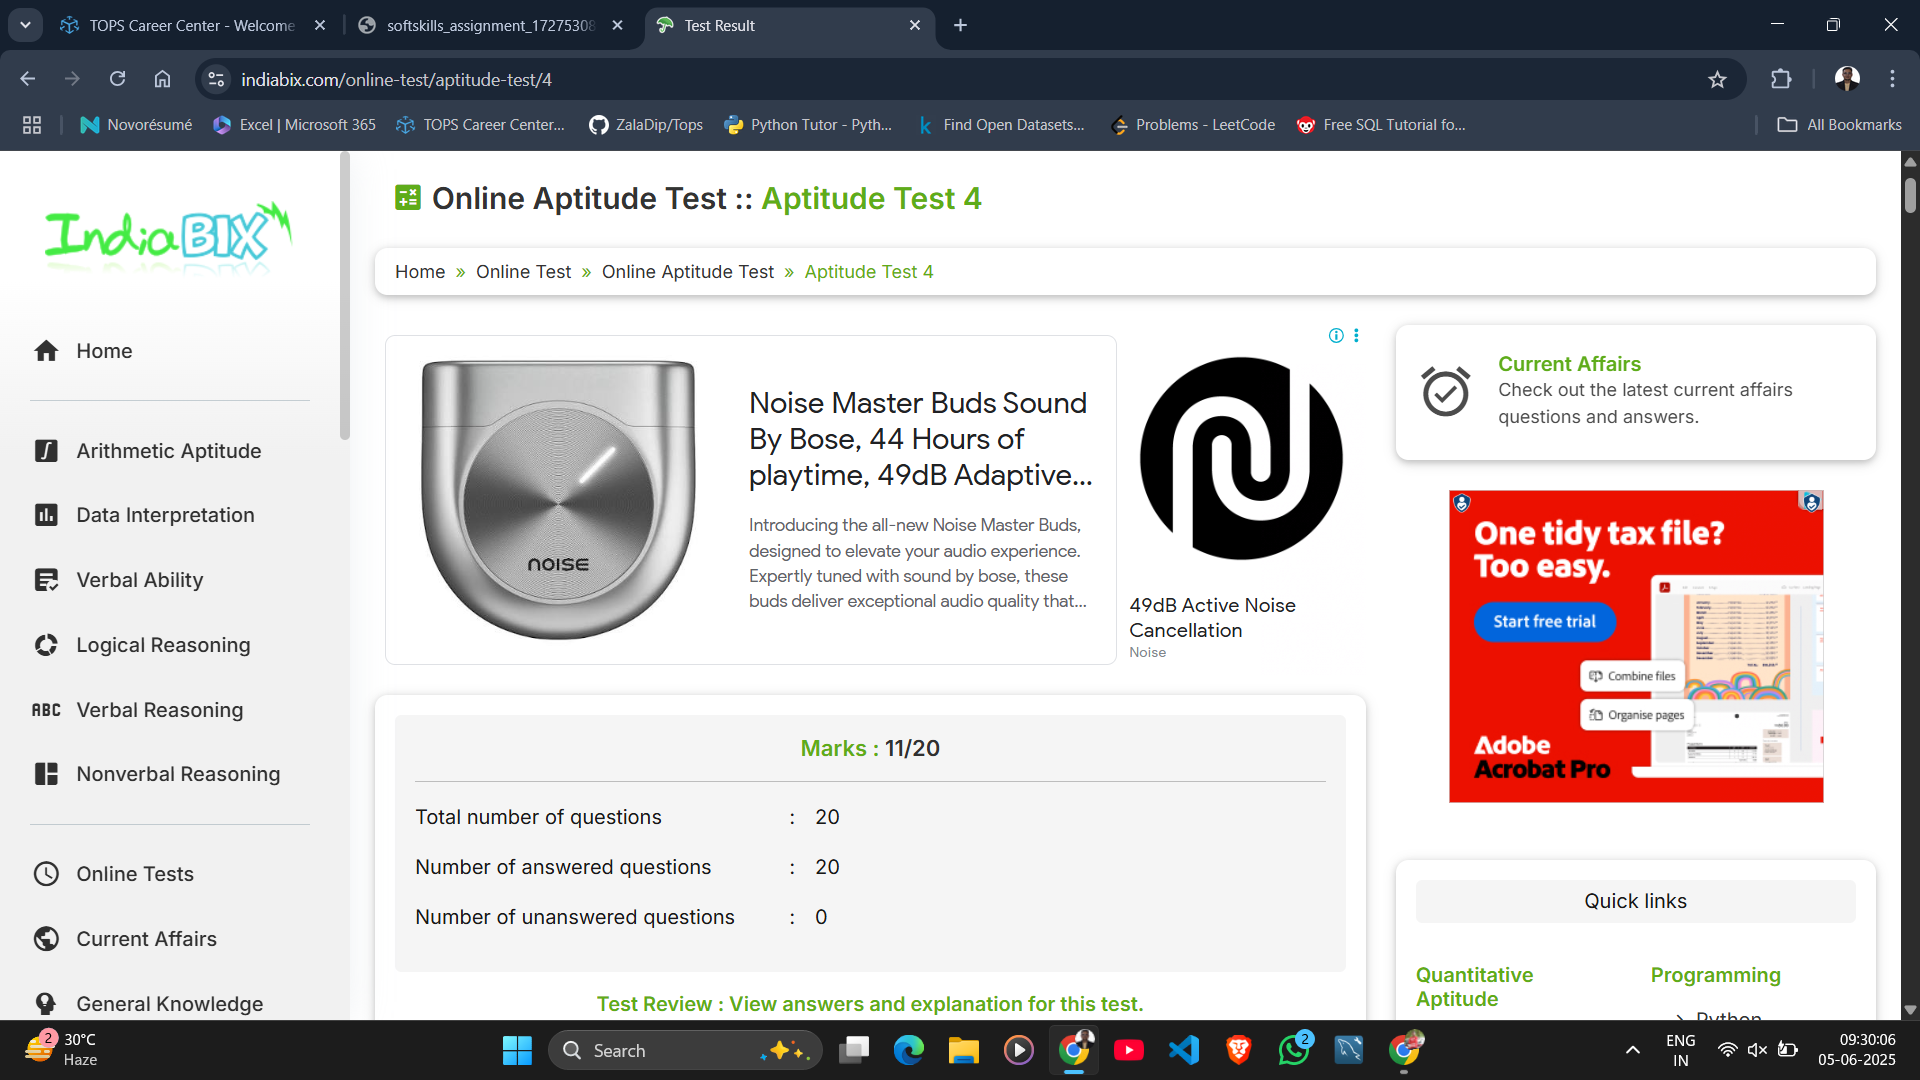 TOPS Career Center - Welcome
softskills_assignment_17275308
Test Result
indiabix.com/online-test/aptitude-test/4
Novorésumé
Excel | Microsoft 365
TOPS Career Center...
ZalaDip/Tops
Python Tutor - Pyth...
Find Open Datasets...
Problems - LeetCode
Free SQL Tutorial fo...
All Bookmarks
IndiaBIX
Online Aptitude Test :: Aptitude Test 4
Home » Online Test » Online Aptitude Test » Aptitude Test 4
Home
Arithmetic Aptitude
Data Interpretation
Verbal Ability
Logical Reasoning
ABC Verbal Reasoning
Nonverbal Reasoning
Online Tests
Current Affairs
General Knowledge
NOISE
Noise Master Buds Sound
By Bose, 44 Hours of
playtime, 49dB Adaptive...
Introducing the all-new Noise Master Buds,
designed to elevate your audio experience.
Expertly tuned with sound by bose, these
buds deliver exceptional audio quality that...
49dB Active Noise
Cancellation
Noise
Current Affairs
Check out the latest current affairs
questions and answers.
One tidy tax file?
Too easy.
Start free trial
Combine files
Organise pages
Adobe
Acrobat Pro
Marks : 11/20
Total number of questions : 20
Number of answered questions : 20
Number of unanswered questions : 0
Test Review : View answers and explanation for this test.
Quick links
Quantitative
Aptitude
Programming
Python
2
30°C
Haze
Search
2
ENG
IN
09:30:06
05-06-2025